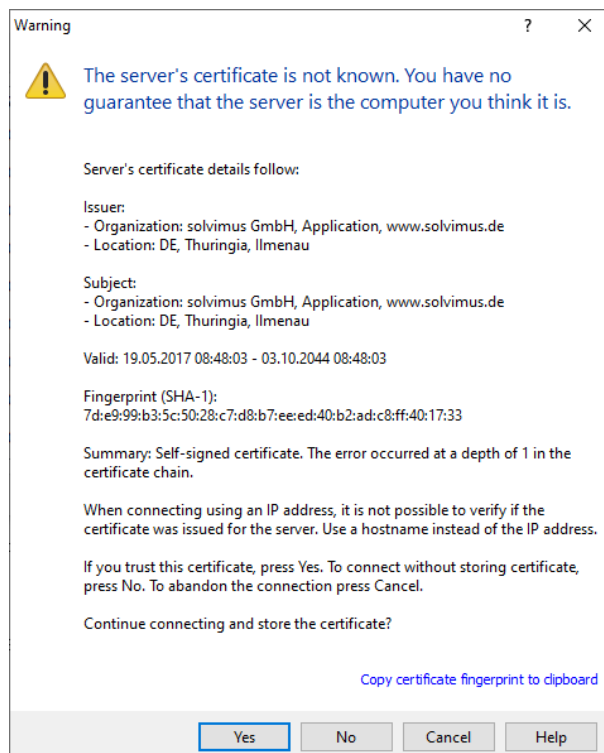 Warning
?
The server's certificate is not known. You have no
guarantee that the server is the computer you think it is.
Server's certificate details follow:
Issuer:
- Organization: solvimus GmbH, Application, www.solvimus.de
- Location: DE, Thuringia, Ilmenau
Subject:
- Organization: solvimus GmbH, Application, www.solvimus.de
- Location: DE, Thuringia, Ilmenau
Valid: 19.05.2017 08:48:03 - 03.10.2044 08:48:03
Fingerprint (SHA-1):
7d:e9:99:b3:5c:50:28:c7:d8:b7:ee:ed:40:b2:ad:c8:ff:40:17:33
Summary: Self-signed certificate. The error occurred at a depth of 1 in the
certificate chain.
When connecting using an IP address, it is not possible to verify if the
certificate was issued for the server. Use a hostname instead of the IP address.
If you trust this certificate, press Yes. To connect without storing certificate,
press No. To abandon the connection press Cancel.
Continue connecting and store the certificate?
Copy certificate fingerprint to clipboard
Yes
No
Cancel
Help